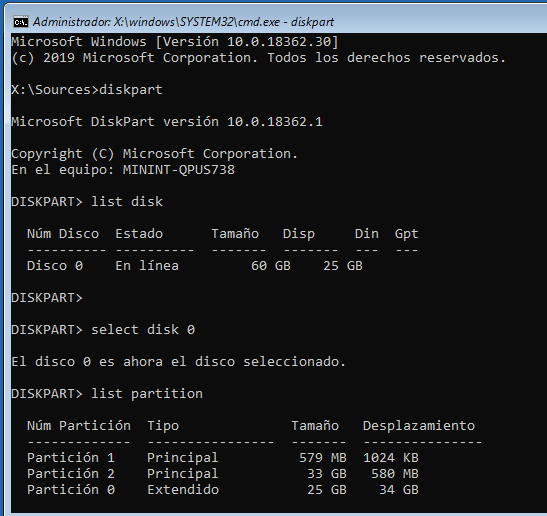 Administrador: X:\windows\SYSTEM32\cmd.exe - diskpart
Microsoft Windows [Versión 10.0.18362.30]
(c) 2019 Microsoft Corporation. Todos los derechos reservados.
X:\Sources>diskpart
Microsoft DiskPart versión 10.0.18362.1
Copyright (C) Microsoft Corporation.
En el equipo: MININT-QPUS738
DISKPART> list disk
Núm Disco  Estado      Tamaño   Disp     Din  Gpt
---------- ----------  -------  -------  ---  ---
Disco 0    En línea         60 GB    25 GB
DISKPART>
DISKPART> select disk 0
El disco 0 es ahora el disco seleccionado.
DISKPART> list partition
Núm Partición  Tipo              Tamaño   Desplazamiento
-------------  ----------------  -------  ---------------
Partición 1    Principal          579 MB  1024 KB
Partición 2    Principal           33 GB   580 MB
Partición 0    Extendido           25 GB    34 GB